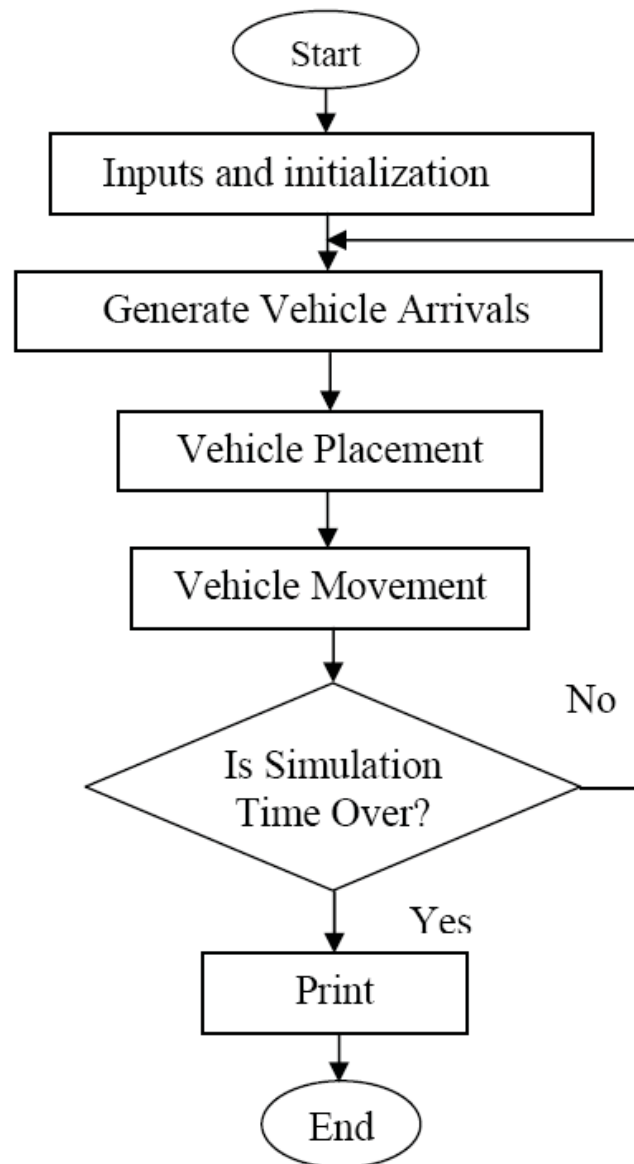 Start
Inputs and initialization
Generate Vehicle Arrivals
Vehicle Placement
Vehicle Movement
No
Is Simulation
Time Over?
Yes
Print
End